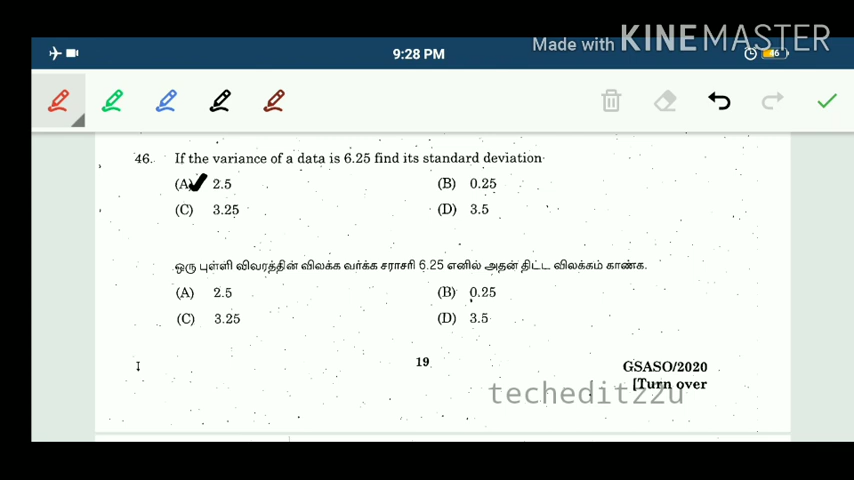 9:28 PM
Made with KINEMASTER
46
46. If the variance of a data is 6.25 find its standard deviation
(A) 2.5 (B) 0.25
(C) 3.25 (D) 3.5
ஒரு புள்ளி விவரத்தின் விலக்க வர்க்க சராசரி 6.25 எனில் அதன் திட்ட விலக்கம் காண்க.
(A) 2.5 (B) 0.25
(C) 3.25 (D) 3.5
19
GSASO/2020
[Turn over
techeditzzu